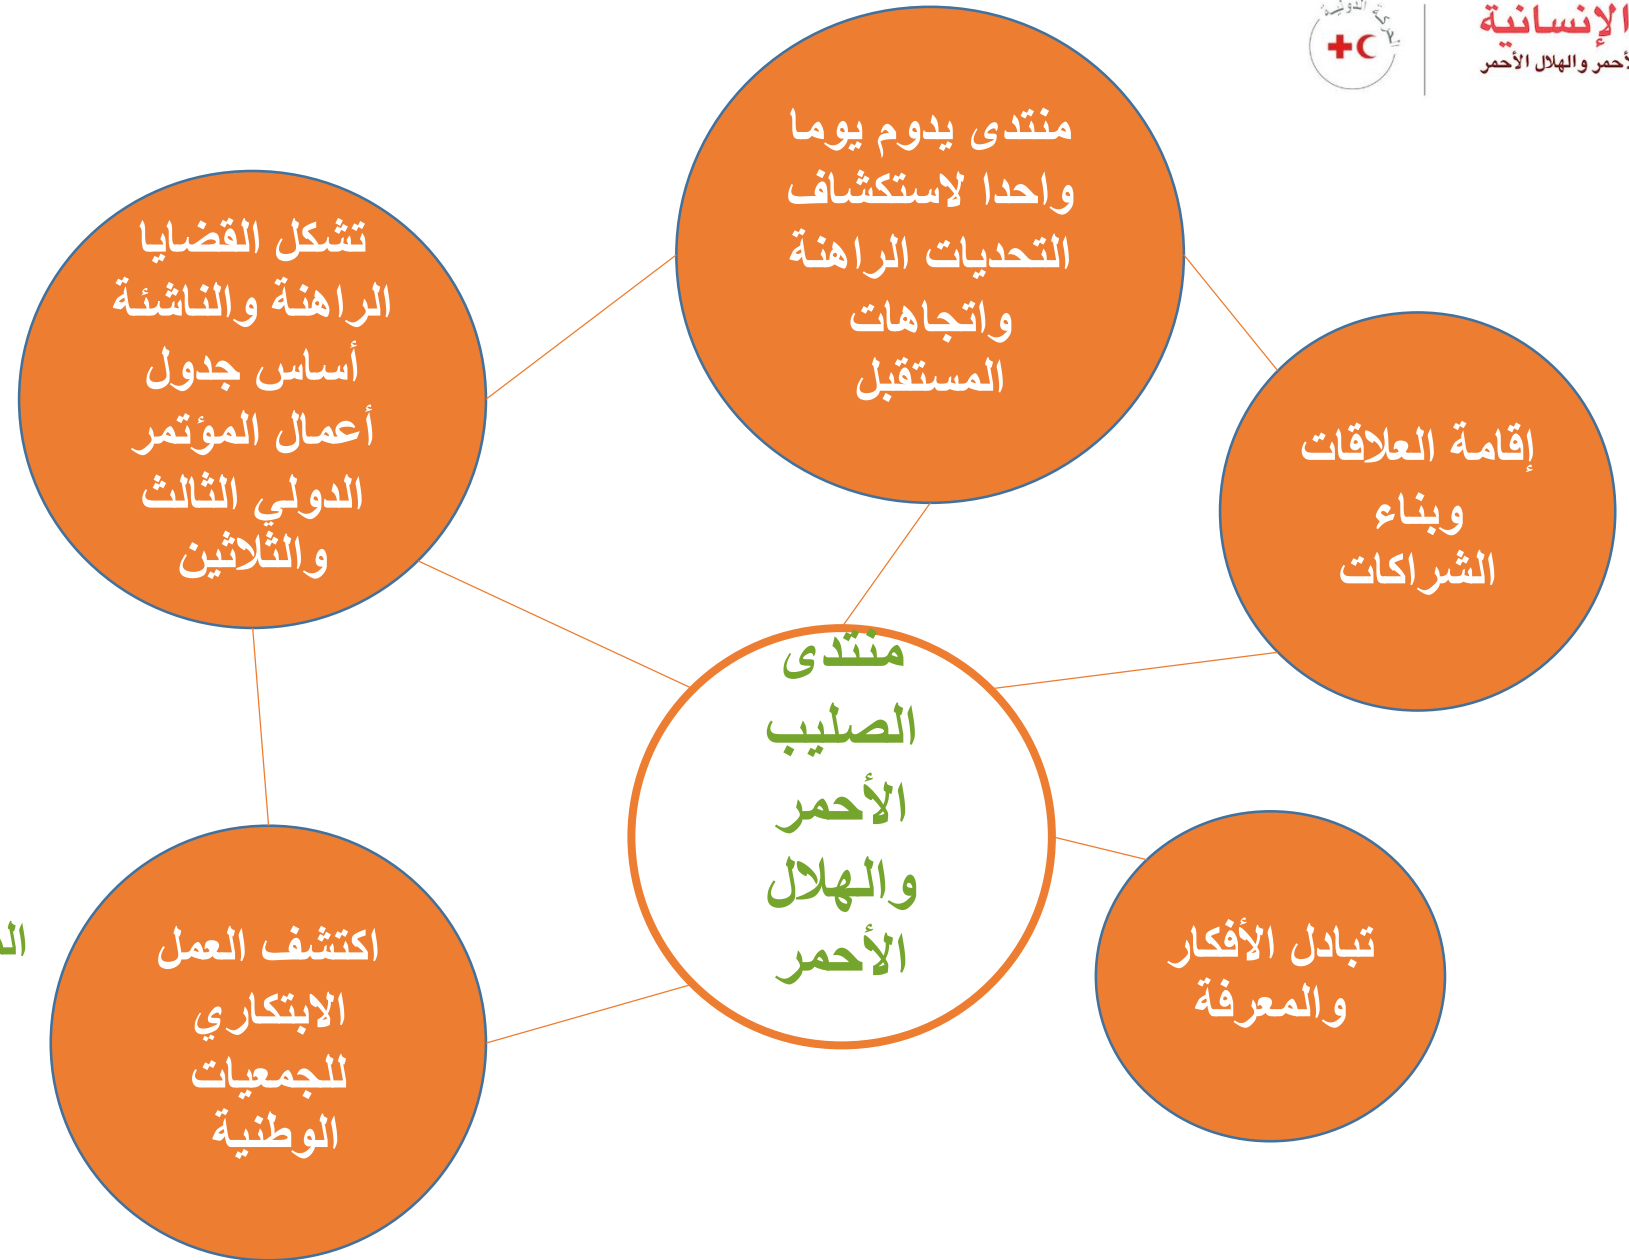 الإنسانية
والهلال الأحمر
منتدى يدوم يوما
واحدا لاستكشاف
التحديات الراهنة
واتجاهات
المستقبل
تشكل القضايا
الراهنة والناشئة
أساس جدول
أعمال المؤتمر
الدولي الثالث
والثلاثين
إقامة العلاقات
وبناء
الشراكات
منتدى
الصليب
الأحمر
والهلال
الأحمر
اكتشف العمل
الابتكاري
للجمعيات
الوطنية
تبادل الأفكار
والمعرفة